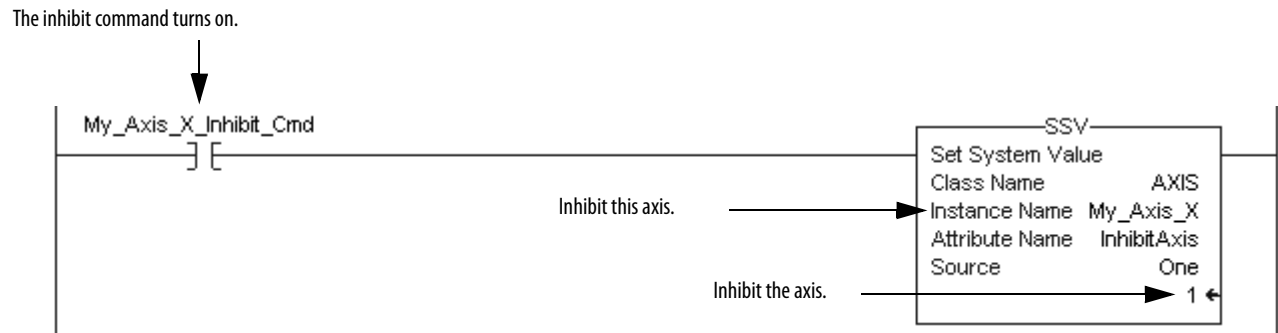 The inhibit command turns on.
My_Axis_X_Inhibit_Cmd
SSV
Set System Value
Class Name AXIS
Inhibit this axis.
Instance Name My_Axis_X
Attribute Name InhibitAxis
Source One
Inhibit the axis.
1